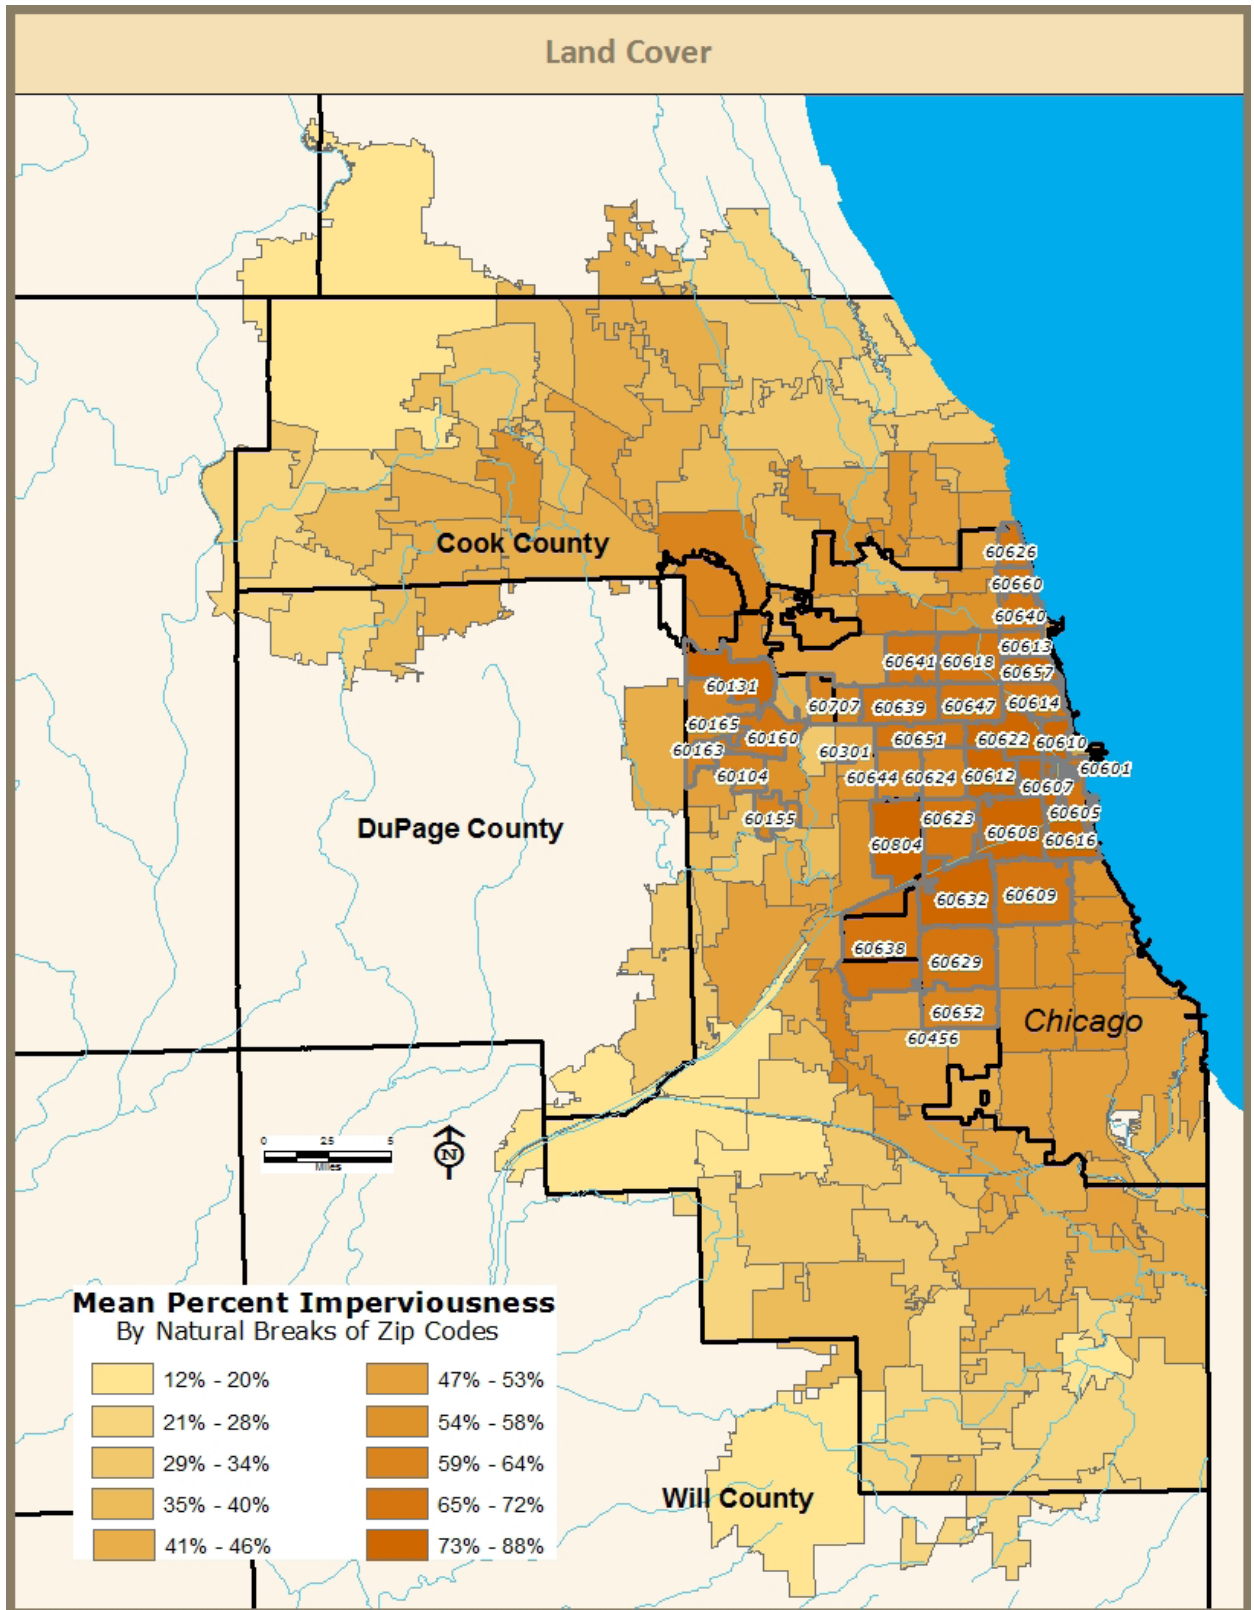 Land Cover
Cook County
60626
60660
60640
60613
60641 60618
60657
60131
60707 60639 60647 60614
60165
60160 60301 60651 60622 60610
60163
60601
60104 60644 60624 60612
60607
60155 60623 60605
60608
60616
DuPage County
60804
60632 60609
60638
60629
60652
Chicago
60456
0 2.5 5
Miles
N
Mean Percent Imperviousness
By Natural Breaks of Zip Codes
12% - 20% 47% - 53%
21% - 28% 54% - 58%
29% - 34% 59% - 64%
35% - 40% 65% - 72%
41% - 46% 73% - 88%
Will County